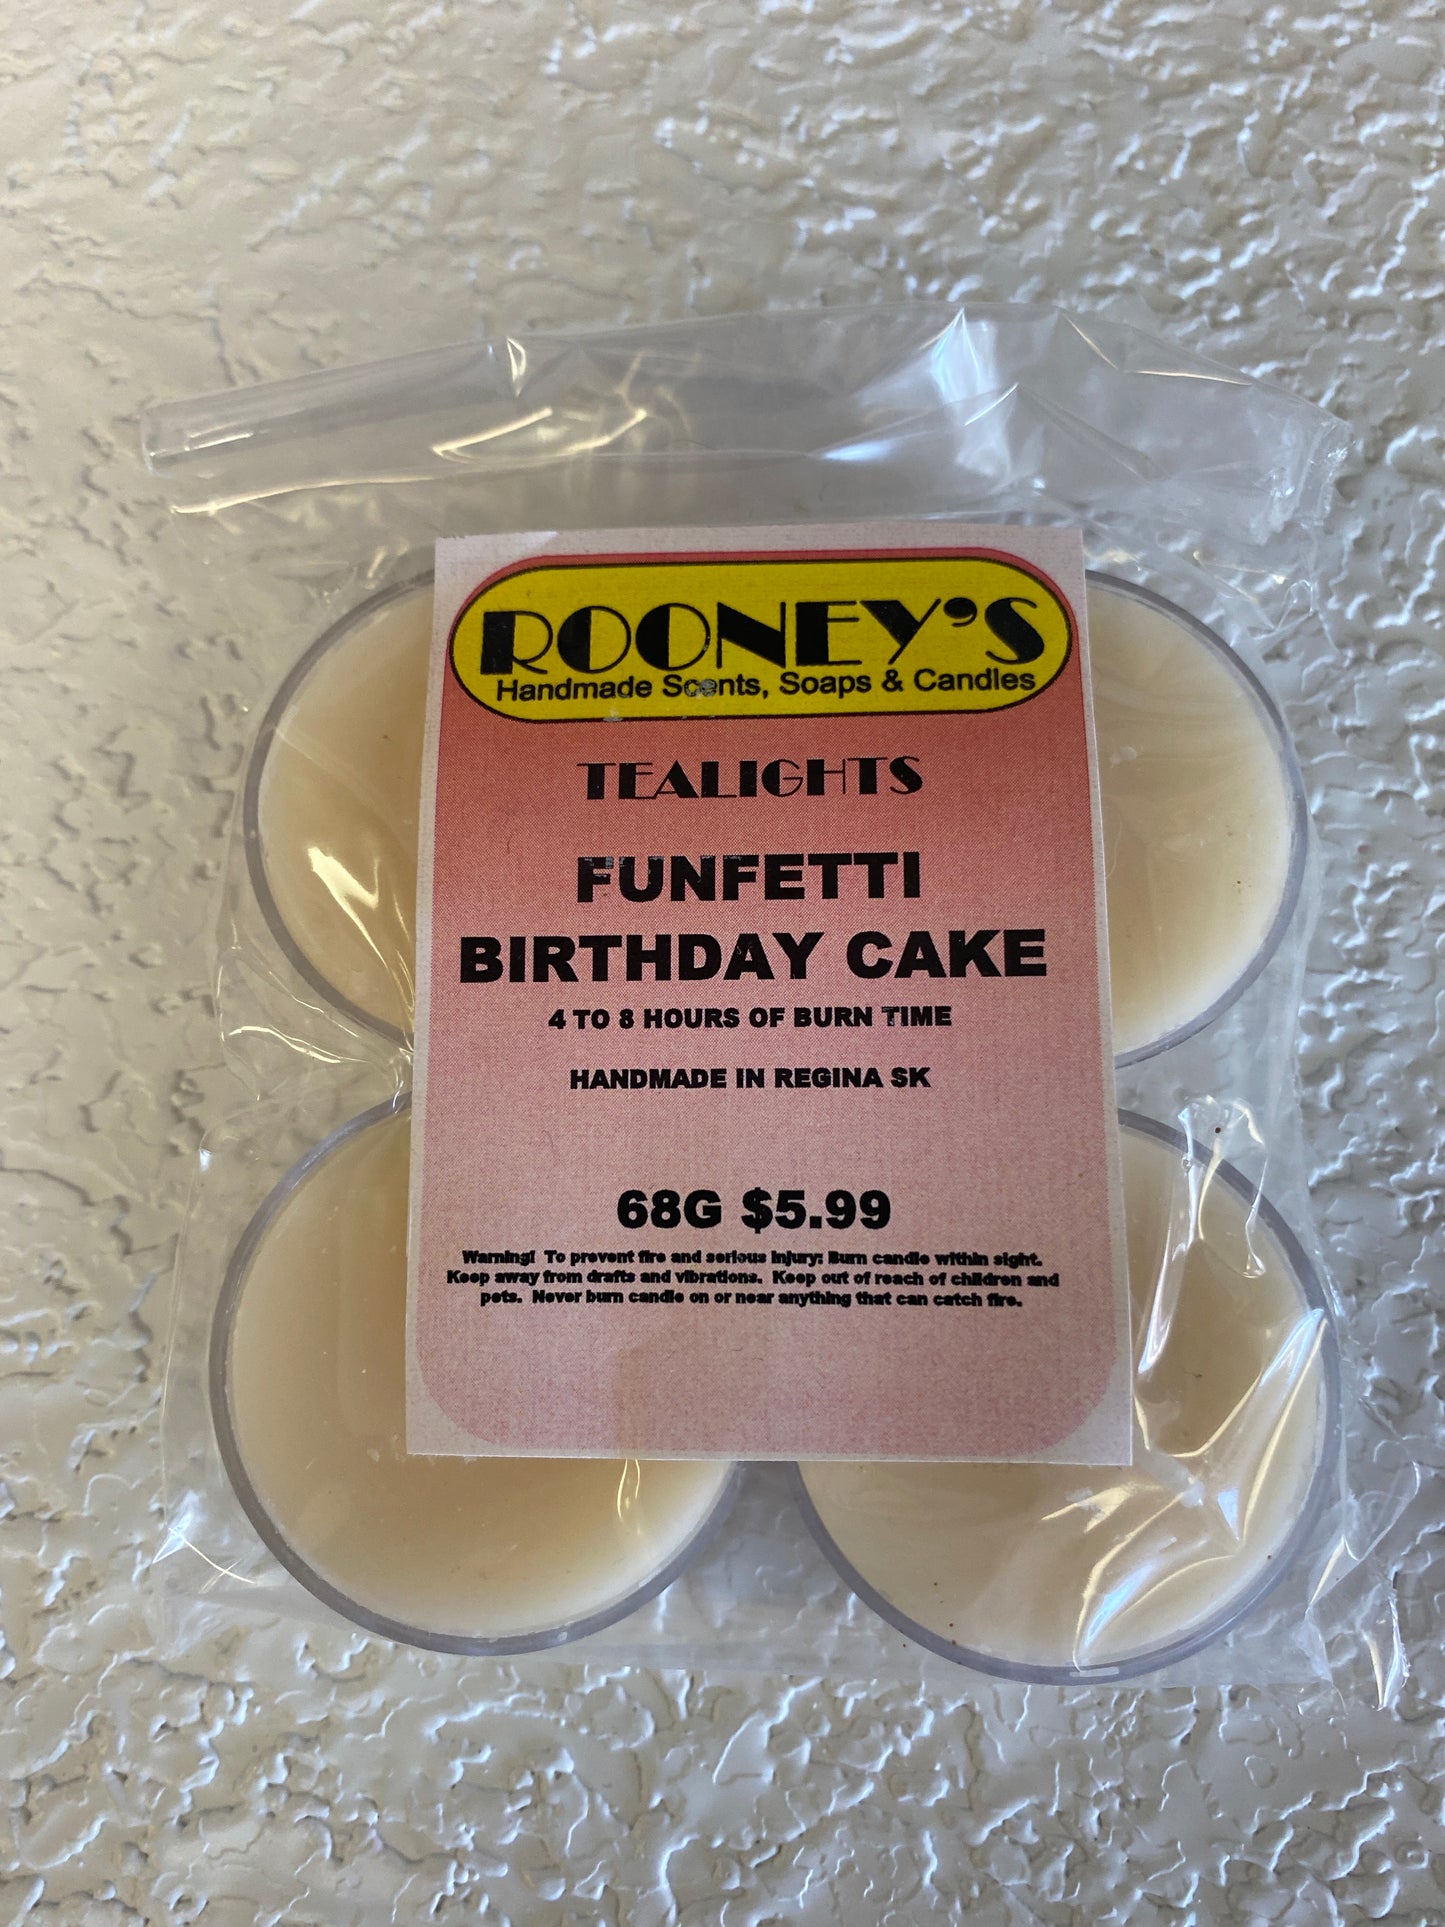 ROONEY'S
Handmade Scents, Soaps & Candles
TEALIGHTS
FUNFETTI
BIRTHDAY CAKE
4 TO 8 HOURS OF BURN TIME
HANDMADE IN REGINA SK
68G $5.99
Warning! To prevent fire and serious injury: Burn candle within sight.
Keep away from drafts and vibrations. Keep out of reach of children and
pets. Never burn candle on or near anything that can catch fire.